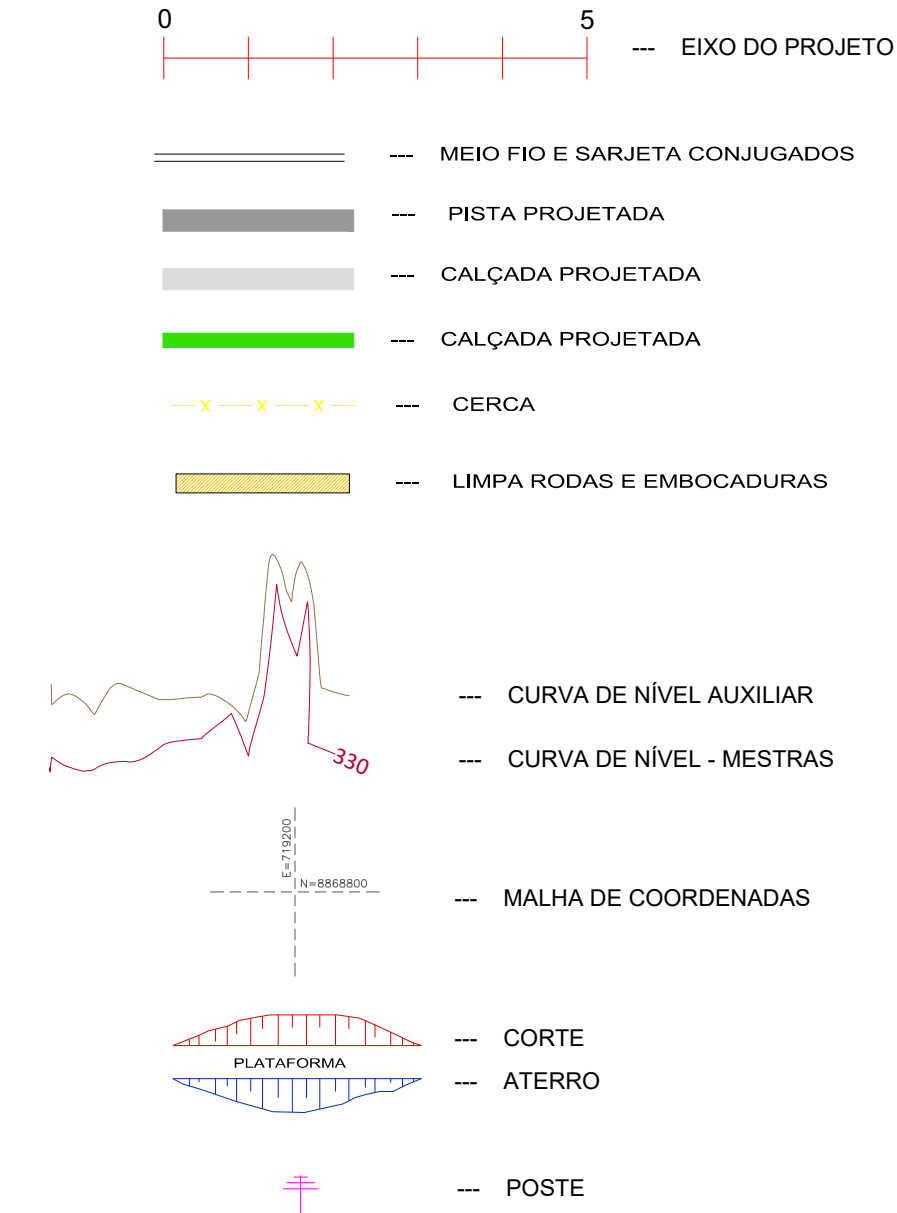 0 5
--- EIXO DO PROJETO
--- MEIO FIO E SARJETA CONJUGADOS
--- PISTA PROJETADA
--- CALÇADA PROJETADA
--- CALÇADA PROJETADA
X X X --- CERCA
--- LIMPA RODAS E EMBOCADURAS
--- CURVA DE NÍVEL AUXILIAR
330 --- CURVA DE NÍVEL - MESTRAS
E=719200
N=8868800
--- MALHA DE COORDENADAS
--- CORTE
PLATAFORMA
--- ATERRO
--- POSTE